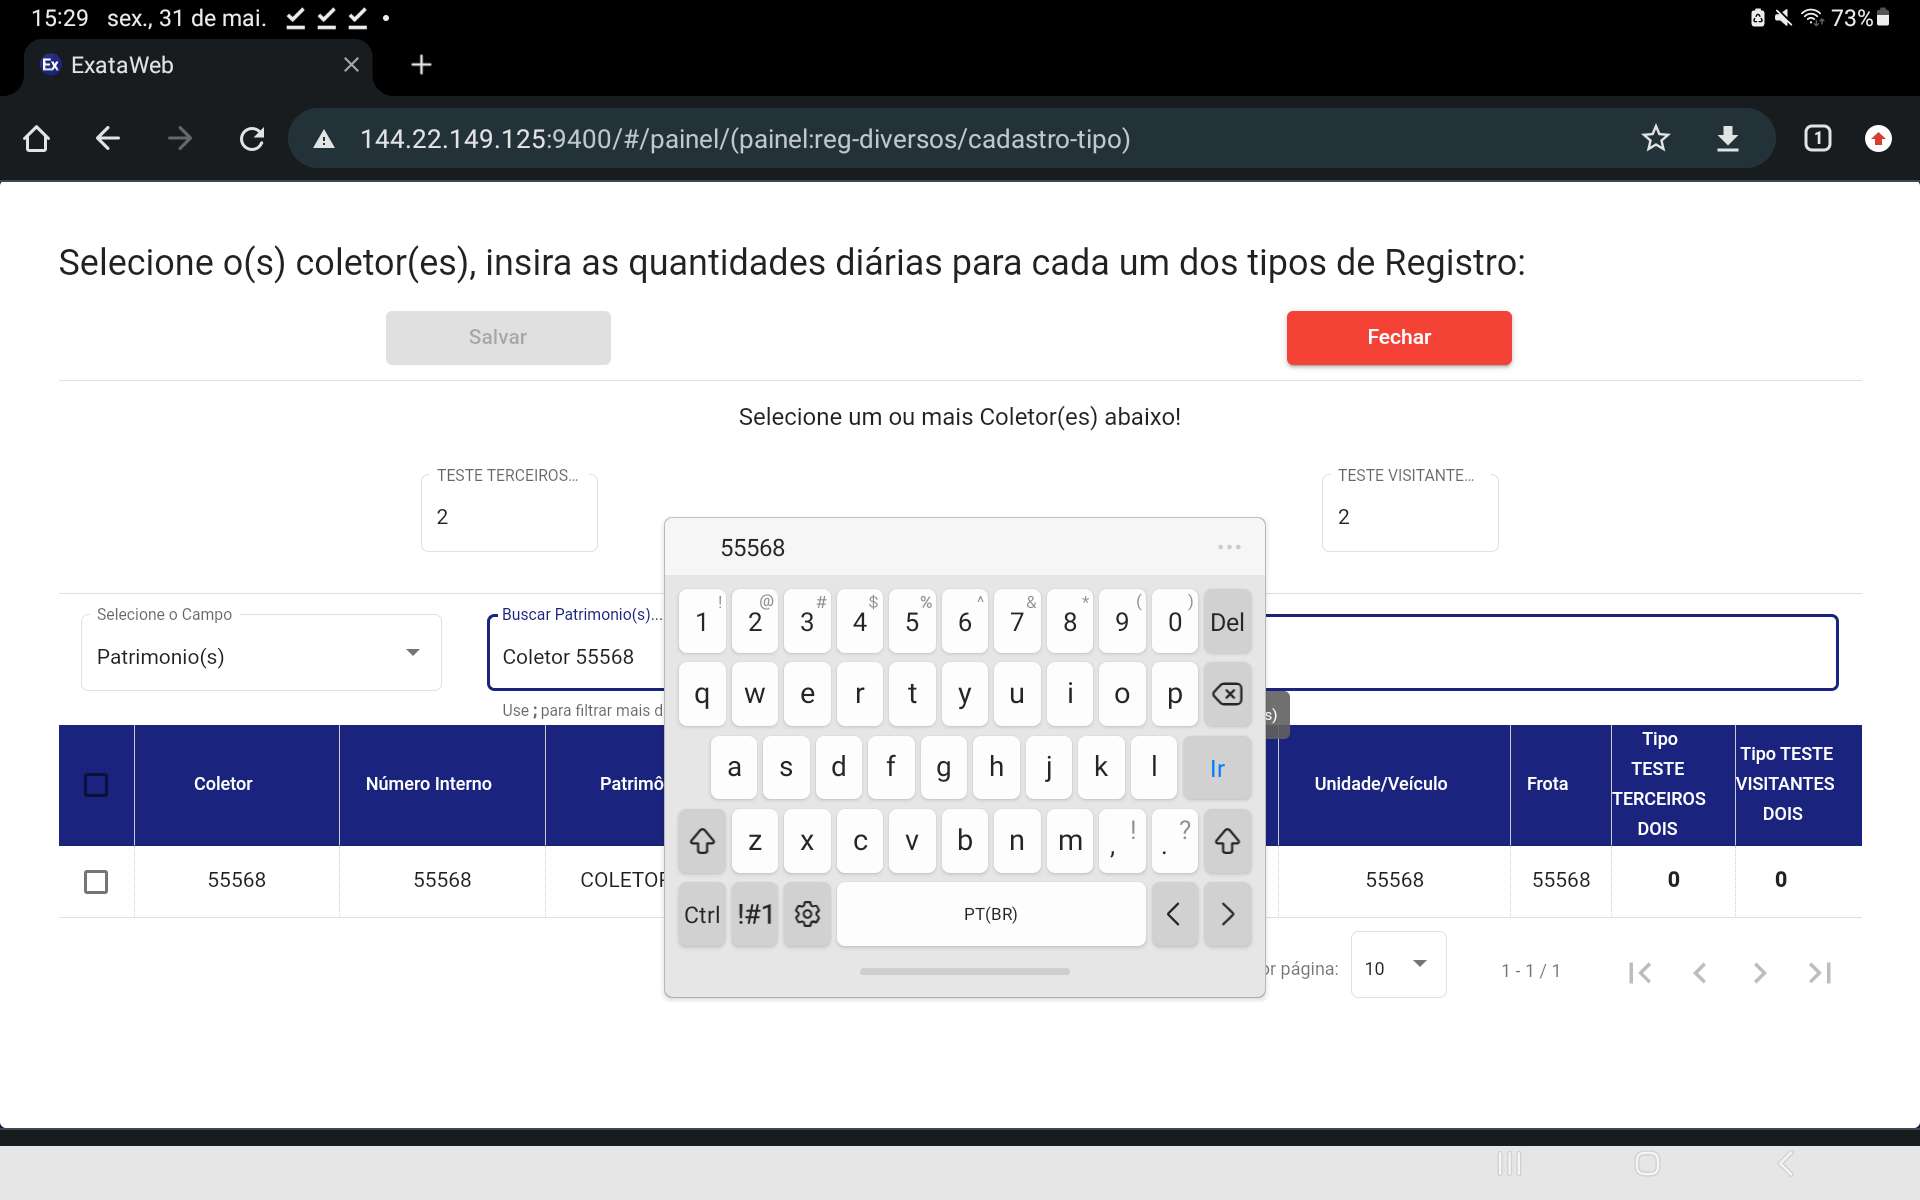 15:29 sex., 31 de mai.
73%
Ex ExataWeb
144.22.149.125:9400/#/painel/(painel:reg-diversos/cadastro-tipo)
1
Selecione o(s) coletor(es), insira as quantidades diárias para cada um dos tipos de Registro:
Salvar
Fechar
Selecione um ou mais Coletor(es) abaixo!
TESTE TERCEIROS...
2
TESTE VISITANTE...
2
Selecione o Campo
Patrimonio(s)
Buscar Patrimonio(s)...
Coletor 55568
Use ; para filtrar mais d
s)
Coletor
Número Interno
Patrimô
Unidade/Veículo
Frota
Tipo
TESTE
TERCEIROS
DOIS
Tipo TESTE
VISITANTES
DOIS
55568
55568
COLETOR
55568
55568
0
0
or página:
10
1 - 1 / 1
55568
...
! @ # $ % ^ & * ( )
1 2 3 4 5 6 7 8 9 0 Del
q w e r t y u i o p
a s d f g h j k l Ir
z x c v b n m , ! . ?
Ctrl !#1 PT(BR) < >